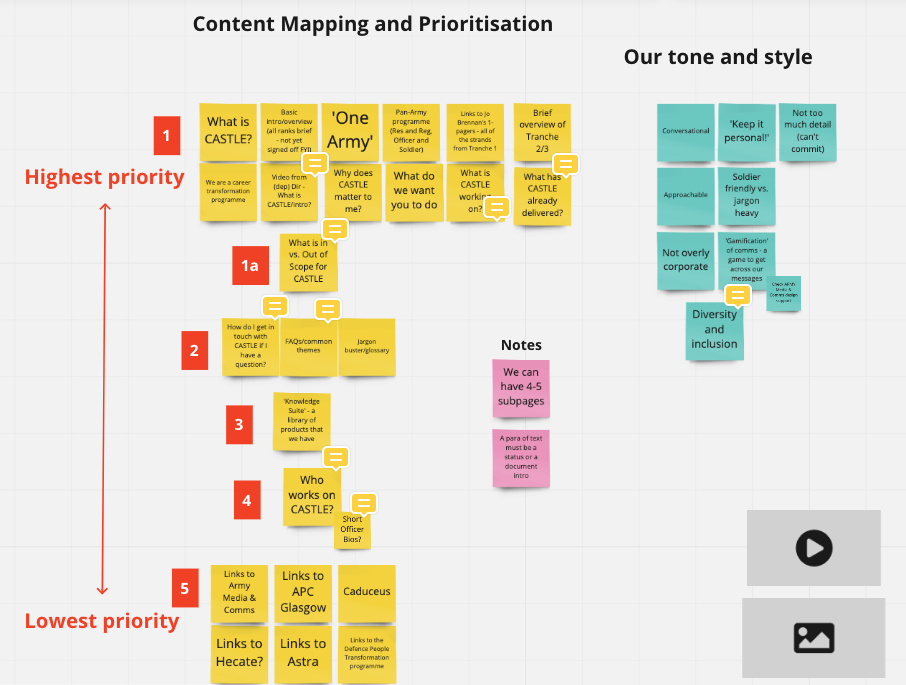 Content Mapping and Prioritisation
Our tone and style
1
Highest priority
What is
CASTLE?
Basic
intro/overview
(all ranks brief
- not yet
signed off FYI)
'One
Army'
Pan-Army
programme
(Res and Reg,
Officer and
Soldier)
Links to Jo
Brennan's 1-
pagers - all of
the strands
from Tranche 1
Brief
overview of
Tranche
2/3
We are a career
transformation
programme
Video from
(dep) Dir -
What is
CASTLE/intro?
Why does
CASTLE
matter to
me?
What do
we want
you to do
What is
CASTLE
working
on?
What has
CASTLE
already
delivered?
1a
What is in
vs. Out of
Scope for
CASTLE
2
How do I get in
touch with
CASTLE if I
have a
question?
FAQs/common
themes
Jargon
buster/glossary
3
'Knowledge
Suite' - a
library of
products that
we have
4
Who
works on
CASTLE?
Short
Officer
Bios?
5
Lowest priority
Links to
Army
Media &
Comms
Links to
APC
Glasgow
Caduceus
Links to
Hecate?
Links to
Astra
Links to the
Defence People
Transformation
programme
Notes
We can
have 4-5
subpages
A para of text
must be a
status or a
document
intro
Conversational
'Keep it
personal!'
Not too
much detail
(can't
commit)
Approachable
Soldier
friendly vs.
jargon
heavy
Not overly
corporate
'Gamification'
of comms - a
game to get
across our
messages
Check ARMY
Media &
Comms design
support
Diversity
and
inclusion